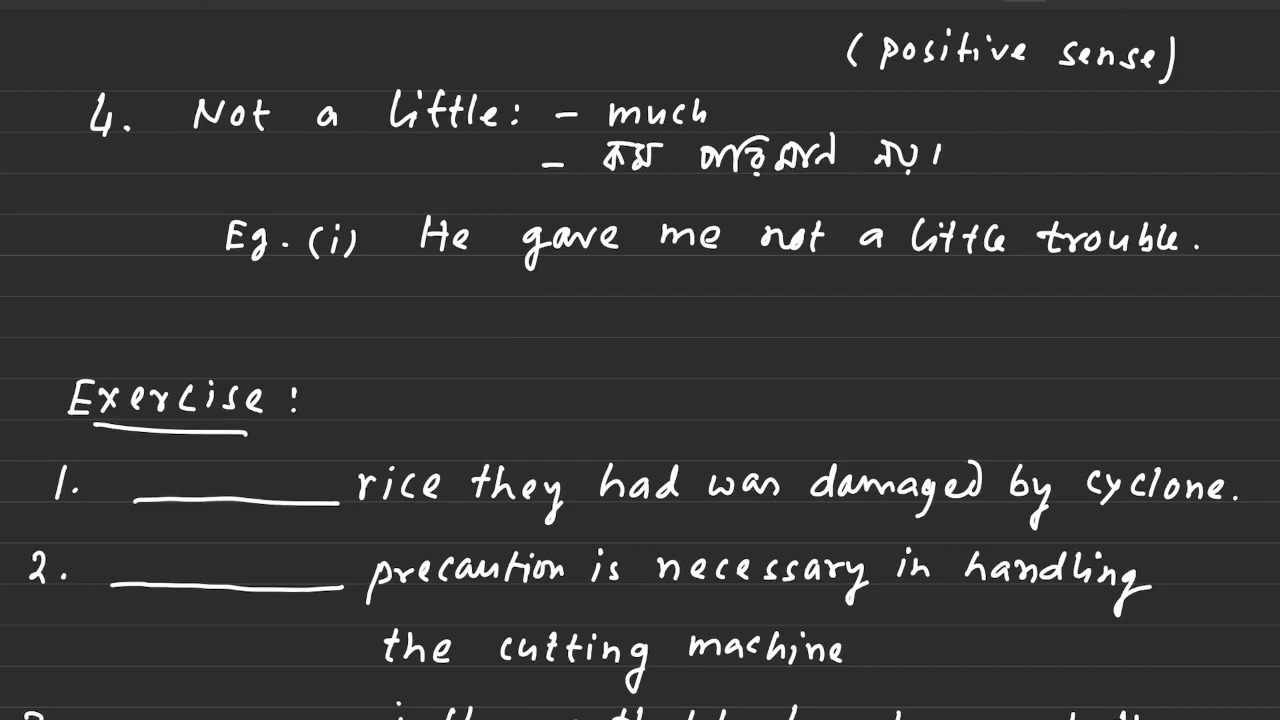 (positive sense)
4. Not a little: - much
- কম পরিমাণ নয়।
Eg. (i) He gave me not a little trouble.
Exercise:
1. ________ rice they had was damaged by cyclone.
2. ________ precaution is necessary in handling
the cutting machine